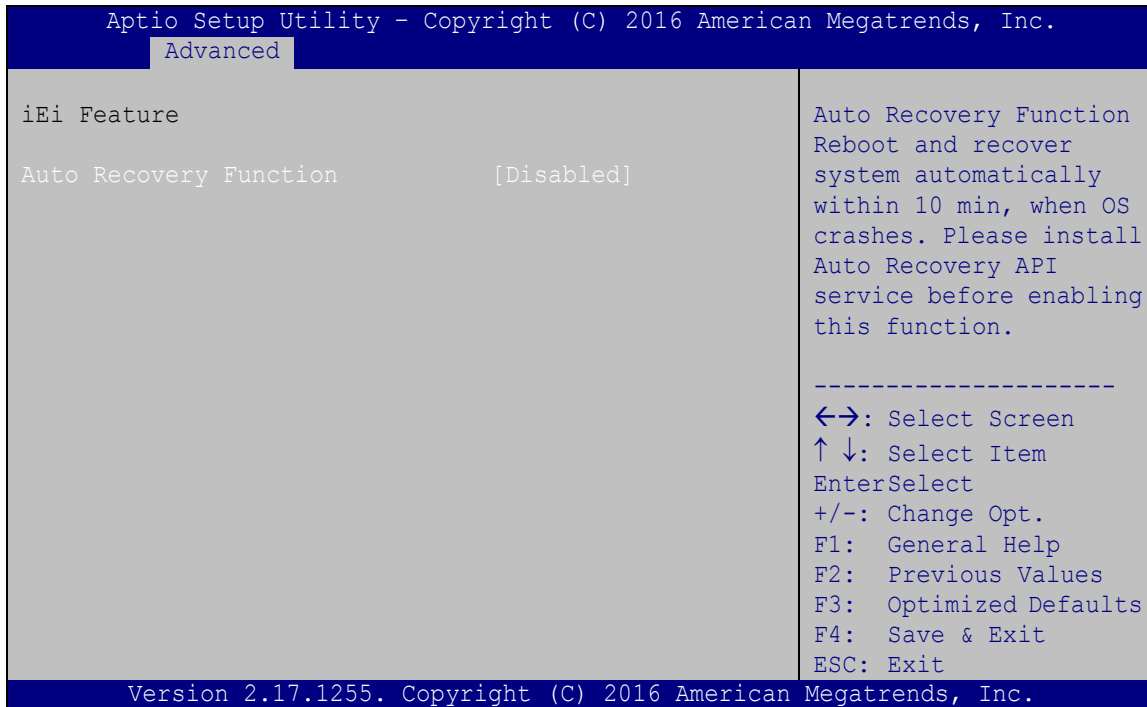 Aptio Setup Utility – Copyright (C) 2016 American Megatrends, Inc.
Advanced
iEi Feature
Auto Recovery Function [Disabled]
Auto Recovery Function
Reboot and recover
system automatically
within 10 min, when OS
crashes. Please install
Auto Recovery API
service before enabling
this function.
---------------------
←→: Select Screen
↑ ↓: Select Item
EnterSelect
+/-: Change Opt.
F1: General Help
F2: Previous Values
F3: Optimized Defaults
F4: Save & Exit
ESC: Exit
Version 2.17.1255. Copyright (C) 2016 American Megatrends, Inc.